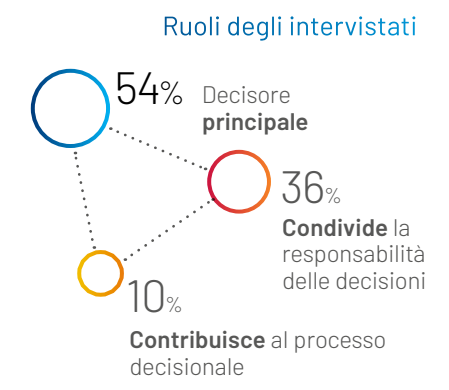 Ruoli degli intervistati
54% Decisore
principale
36%
Condivide la
responsabilità
delle decisioni
10%
Contribuisce al processo
decisionale